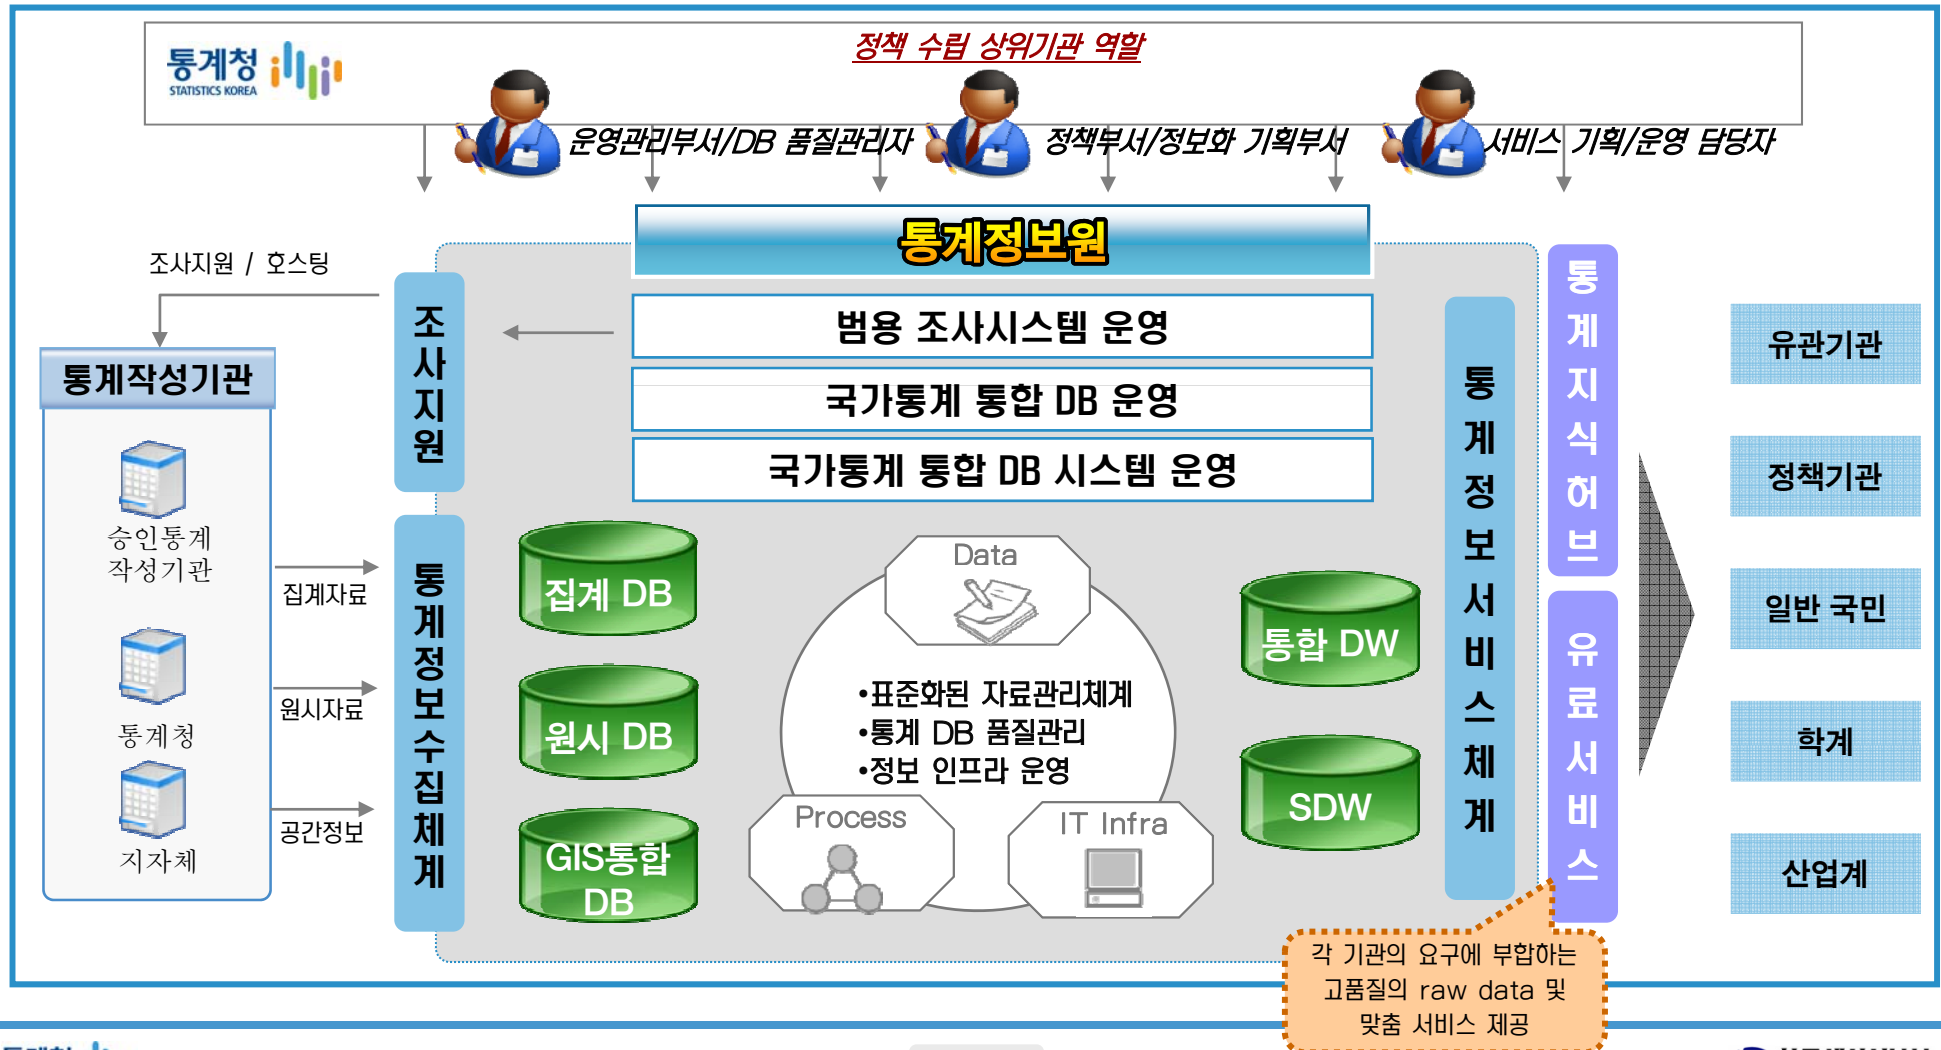 정책 수립 상위기관 역할
통계청
STATISTICS KOREA
운영관리부서/DB 품질관리자
정책부서/정보화 기획부서
서비스 기획/운영 담당자
통계정보원
조사지원 / 호스팅
통계작성기관
승인통계
작성기관
통계청
지자체
집계자료
원시자료
공간정보
조사지원
통계정보수집체계
범용 조사시스템 운영
국가통계 통합 DB 운영
국가통계 통합 DB 시스템 운영
집계 DB
원시 DB
GIS통합
DB
Data
•표준화된 자료관리체계
•통계 DB 품질관리
•정보 인프라 운영
Process
IT Infra
통합 DW
SDW
통계정보서비스체계
통계지식허브
유료서비스
유관기관
정책기관
일반 국민
학계
산업계
각 기관의 요구에 부합하는
고품질의 raw data 및
맞춤 서비스 제공